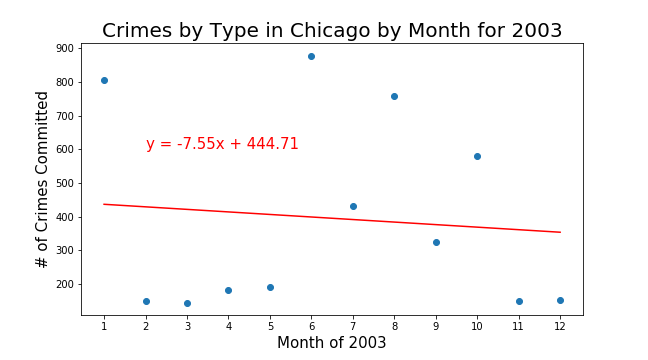 Crimes by Type in Chicago by Month for 2003
# of Crimes Committed
900
800
700
600
500
400
300
200
y = -7.55x + 444.71
1 2 3 4 5 6 7 8 9 10 11 12
Month of 2003